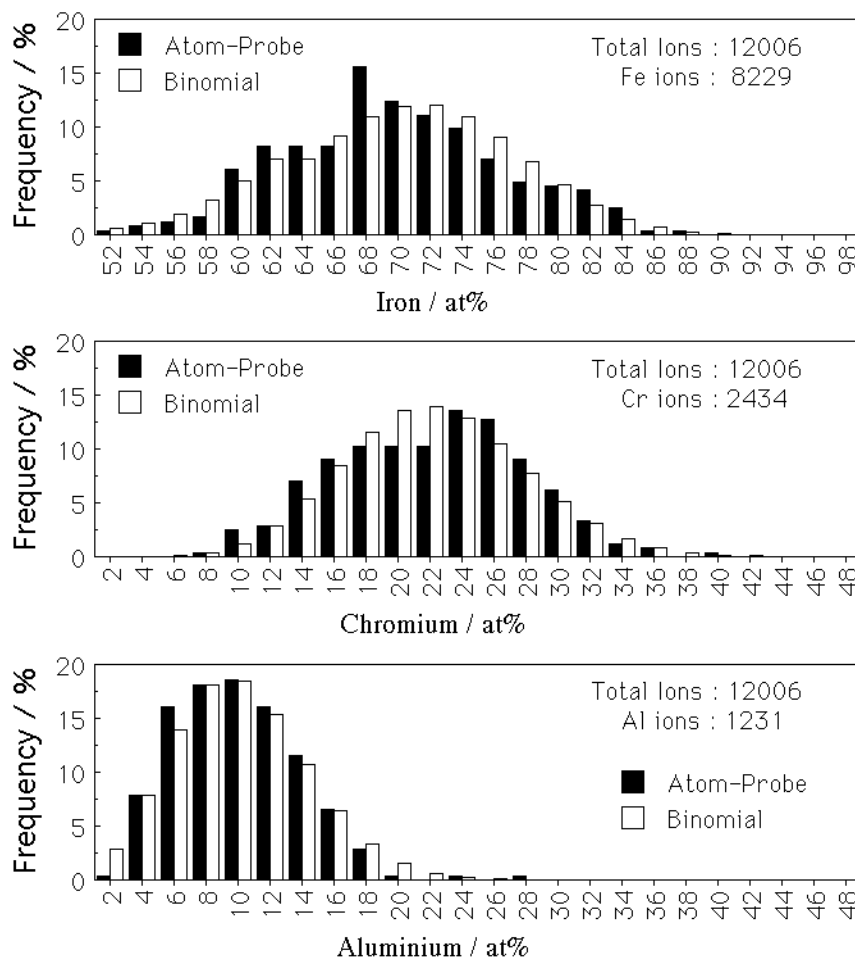 20
Atom-Probe
Total Ions : 12006
15
Binomial
Fe ions : 8229
10
5
0
Frequency / %
52 54 56 58 60 62 64 66 68 70 72 74 76 78 80 82 84 86 88 90 92 94 96 98
Iron / at%
20
Atom-Probe
Total Ions : 12006
Binomial
Cr ions : 2434
15
10
5
0
Frequency / %
2 4 6 8 10 12 14 16 18 20 22 24 26 28 30 32 34 36 38 40 42 44 46 48
Chromium / at%
20
Total Ions : 12006
Al ions : 1231
15
10
Atom-Probe
Binomial
5
0
Frequency / %
2 4 6 8 10 12 14 16 18 20 22 24 26 28 30 32 34 36 38 40 42 44 46 48
Aluminium / at%